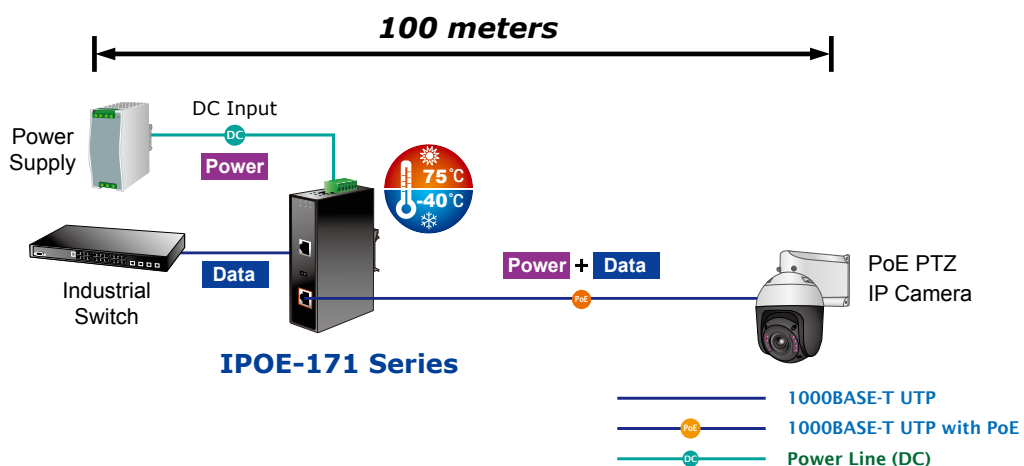 100 meters
DC Input
Power
Supply
DC
Power
75°C
-40°C
Data
Industrial
Switch
Power + Data
PoE
PoE PTZ
IP Camera
IPOE-171 Series
1000BASE-T UTP
PoE
1000BASE-T UTP with PoE
DC
Power Line (DC)